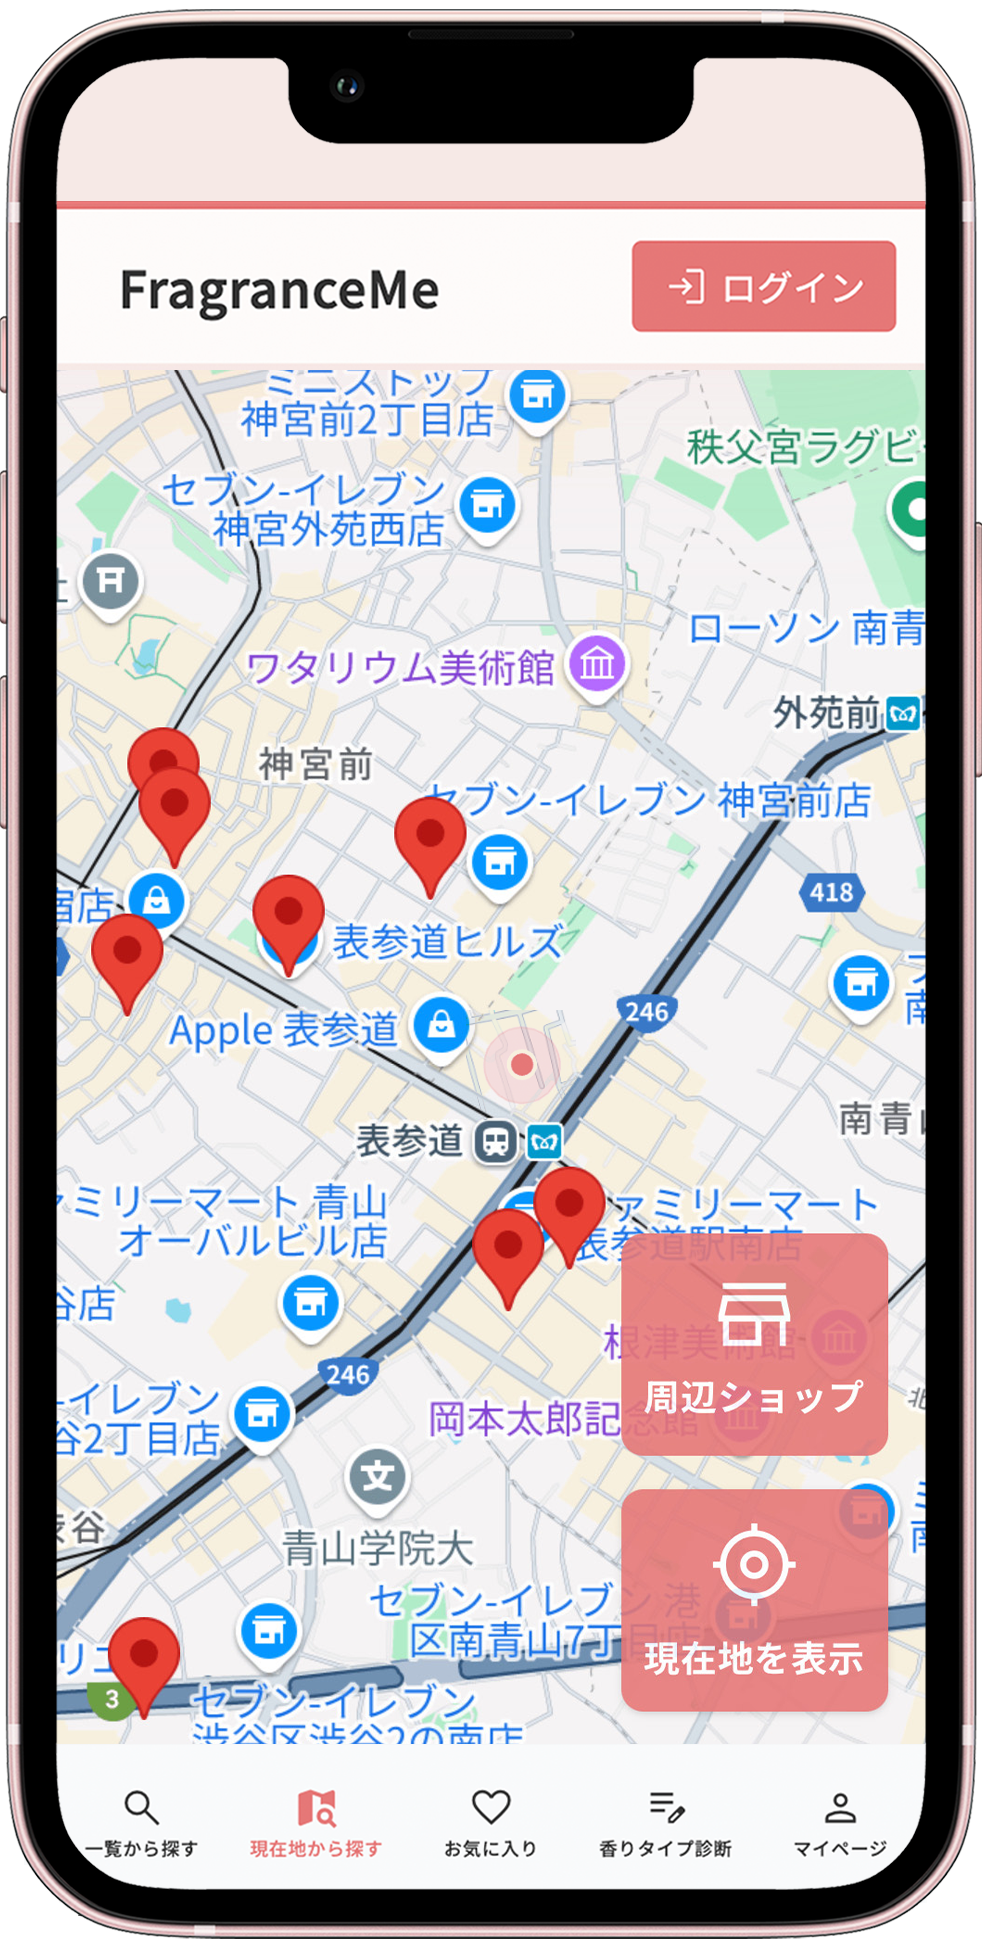 FragranceMe
ログイン
ミニストップ
神宮前2丁目店
秩父宮ラグビ
セブン-イレブン
神宮外苑西店
ローソン 南青
ワタリウム美術館
外苑前
神宮前
セブン-イレブン 神宮前店
418
宿店
表参道ヒルズ
246
Apple 表参道
南青山
表参道
ァミリーマート 青山
オーバルビル店
ァミリーマート
表参道駅南店
谷店
根津美術館
周辺ショップ
246
-イレブン
谷2丁目店
岡本太郎記念館
北
青山学院大
渋谷
セブン-イレブン 港
区南青山7丁目店
現在地を表示
3
セブン-イレブン
渋谷区渋谷2の南店
一覧から探す
現在地から探す
お気に入り
香りタイプ診断
マイページ